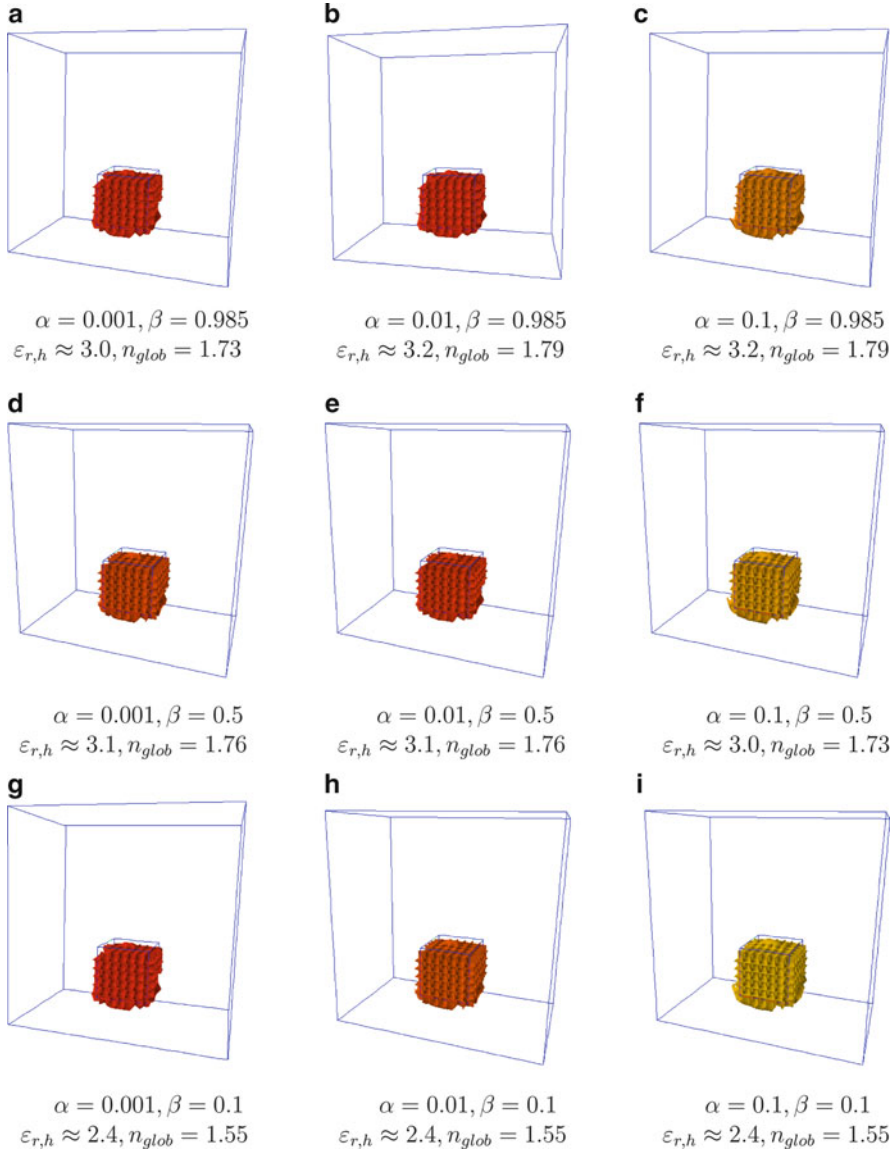 a
b
c
α = 0.001, β = 0.985
ε_{r,h} ≈ 3.0, n_{glob} = 1.73
α = 0.01, β = 0.985
ε_{r,h} ≈ 3.2, n_{glob} = 1.79
α = 0.1, β = 0.985
ε_{r,h} ≈ 3.2, n_{glob} = 1.79
d
e
f
α = 0.001, β = 0.5
ε_{r,h} ≈ 3.1, n_{glob} = 1.76
α = 0.01, β = 0.5
ε_{r,h} ≈ 3.1, n_{glob} = 1.76
α = 0.1, β = 0.5
ε_{r,h} ≈ 3.0, n_{glob} = 1.73
g
h
i
α = 0.001, β = 0.1
ε_{r,h} ≈ 2.4, n_{glob} = 1.55
α = 0.01, β = 0.1
ε_{r,h} ≈ 2.4, n_{glob} = 1.55
α = 0.1, β = 0.1
ε_{r,h} ≈ 2.4, n_{glob} = 1.55